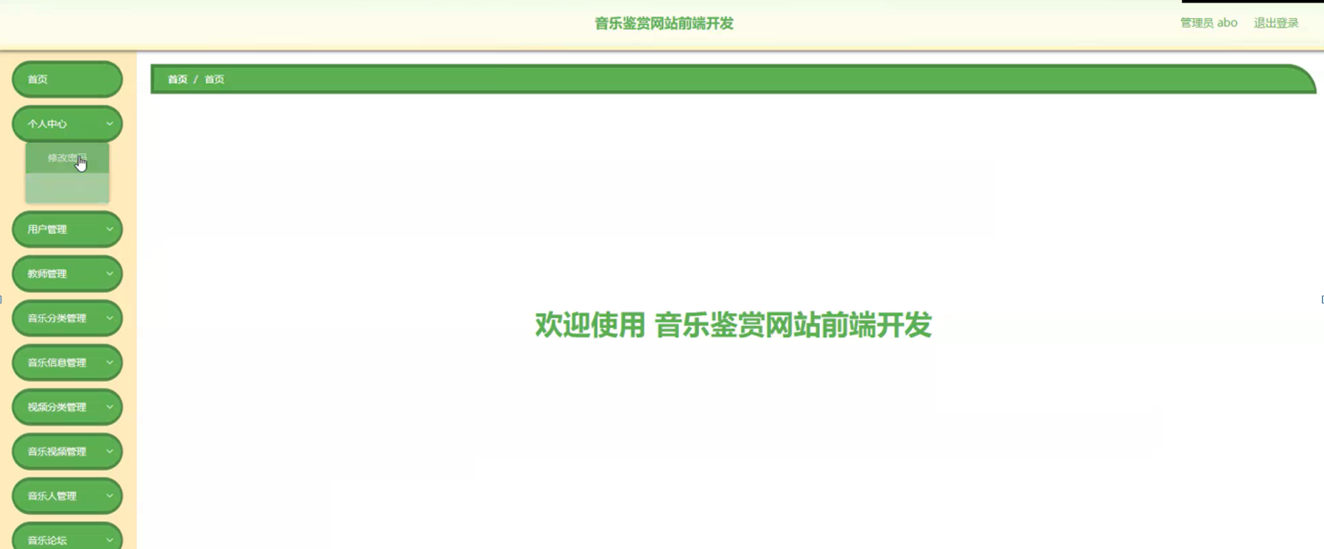 音乐鉴赏网站前端开发
管理员 abo 退出登录
首页
首页 / 首页
个人中心
修改密码
用户管理
教师管理
音乐分类管理
欢迎使用 音乐鉴赏网站前端开发
音乐信息管理
视频分类管理
音乐视频管理
音乐人管理
音乐论坛